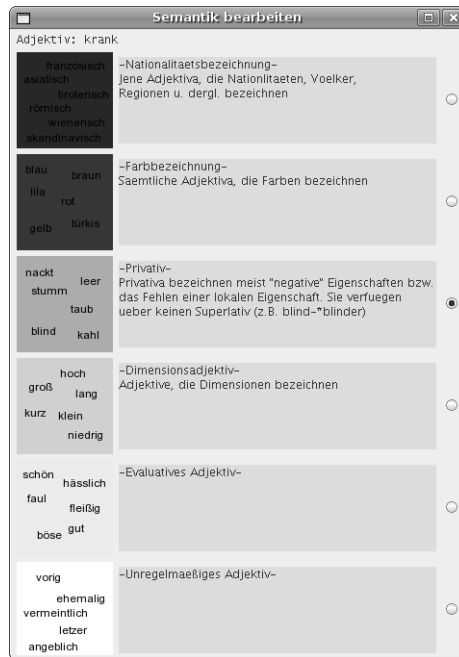 Semantik bearbeiten
Adjektiv: krank
französisch
asiatisch
tirolerisch
römisch
wienerisch
skandinavisch
-Nationalitaetsbezeichnung-
Jene Adjektiva, die Nationlitaeten, Voelker,
Regionen u. dergl. bezeichnen
blau
braun
lila
rot
gelb
türkis
-Farbbezeichnung-
Saemtliche Adjektiva, die Farben bezeichnen
nackt
leer
stumm
taub
blind
kahl
-Privativ-
Privativa bezeichnen meist "negative" Eigenschaften bzw.
das Fehlen einer lokalen Eigenschaft. Sie verfuegen
ueber keinen Superlativ (z.B. blind-*blinder)
hoch
groß
lang
kurz
klein
niedrig
-Dimensionsadjektiv-
Adjektive, die Dimensionen bezeichnen
schön
hässlich
faul
fleißig
böse
gut
-Evaluatives Adjektiv-
vorig
ehemalig
vermeintlich
letzer
angeblich
-Unregelmaeßiges Adjektiv-